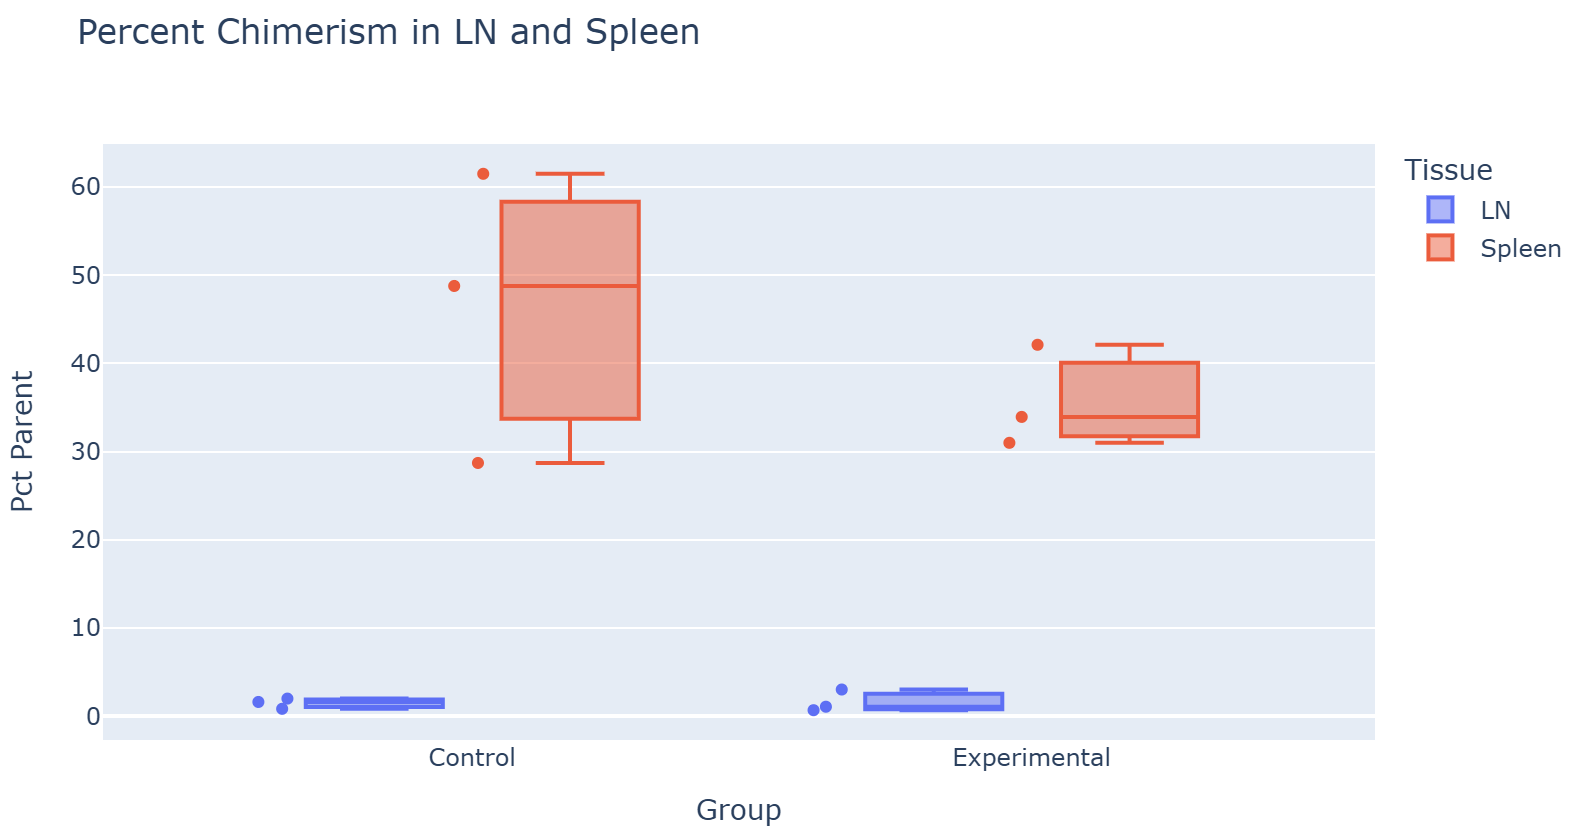 Percent Chimerism in LN and Spleen
Tissue
LN
Spleen
Pct Parent
60
50
40
30
20
10
0
Control
Experimental
Group